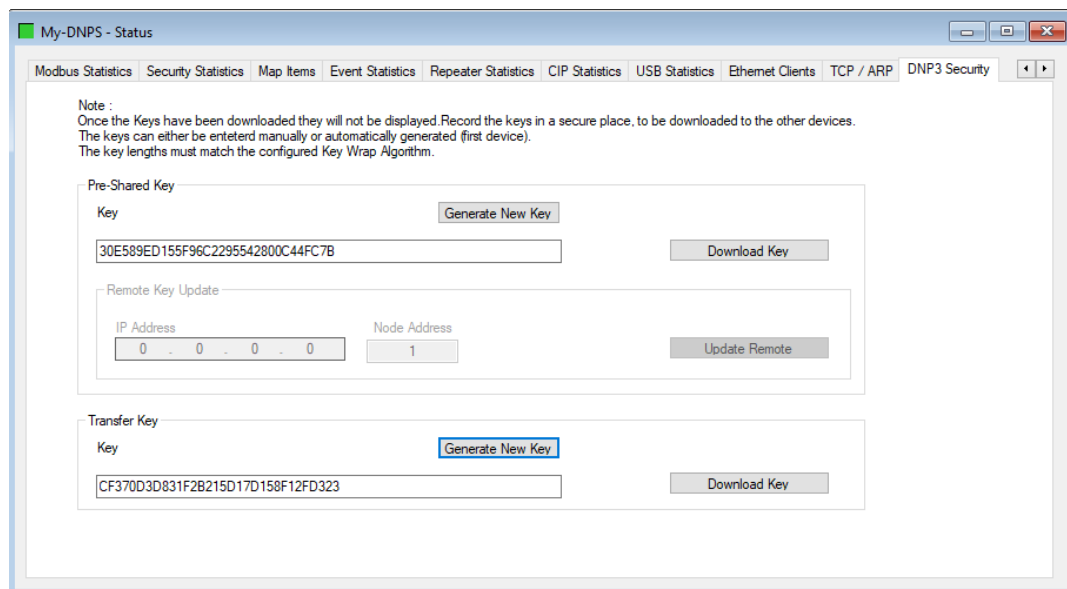 My-DNPS - Status
Modbus Statistics Security Statistics Map Items Event Statistics Repeater Statistics CIP Statistics USB Statistics Ethernet Clients TCP / ARP DNP3 Security
Note :
Once the Keys have been downloaded they will not be displayed.Record the keys in a secure place, to be downloaded to the other devices.
The keys can either be enteterd manually or automatically generated (first device).
The key lengths must match the configured Key Wrap Algorithm.
Pre-Shared Key
Key Generate New Key
30E589ED155F96C2295542800C44FC7B Download Key
Remote Key Update
IP Address Node Address
0 . 0 . 0 . 0 1 Update Remote
Transfer Key
Key Generate New Key
CF370D3D831F2B215D17D158F12FD323 Download Key